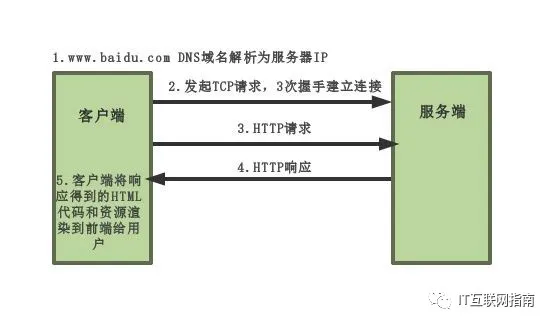 1.www.baidu.com DNS域名解析为服务器IP
客户端
2.发起TCP请求，3次握手建立连接
服务端
3.HTTP请求
4.HTTP响应
5.客户端将响
应得到的HTML
代码和资源渲
染到前端给用
户
IT互联网指南